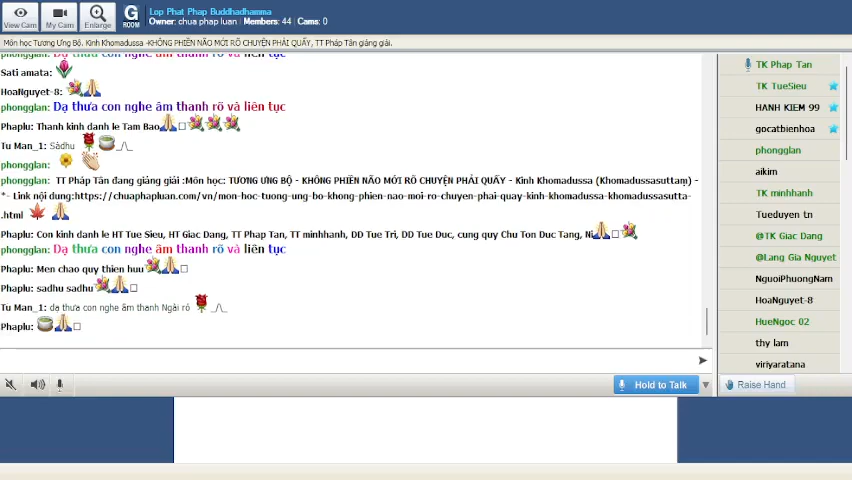 Lop Phat Phap Buddhadhamma
Owner: chua phap luan | Members: 44 | Cams: 0
View Cam
My Cam
Enlarge
G
ROOM
Môn học Tương Ưng Bộ. Kinh Khomadussa -KHÔNG PHIỀN NÃO MỚI RÕ CHUYỆN PHẢI QUẤY, TT Pháp Tân giảng giải.
Sati amata:
HoaNguyet-8:
phongglan: Dạ thưa con nghe âm thanh rõ và liên tục
Phaplu: Thanh kinh danh le Tam Bao
Tu Man_1: Sādhu
phongglan:
phongglan: TT Pháp Tân đang giảng giải :Môn học: TƯƠNG ƯNG BỘ - KHÔNG PHIỀN NÃO MỚI RÕ CHUYỆN PHẢI QUẤY - Kinh Khomadussa (Khomadussasuttaṃ) -
*- Link nội dung:https://chuaphapluan.com/vn/mon-hoc-tuong-ung-bo-khong-phien-nao-moi-ro-chuyen-phai-quay-kinh-khomadussa-khomadussasutta-
.html
Phaplu: Con kinh danh le HT Tue Sieu, HT Giac Dang, TT Phap Tan, TT minhhanh, DD Tue Tri, DD Tue Duc, cung quy Chu Ton Duc Tang, Ni
phongglan: Dạ thưa con nghe âm thanh rõ và liên tục
Phaplu: Men chao quy thien huu
Phaplu: sadhu sadhu
Tu Man_1: dạ thưa con nghe âm thanh Ngài rỏ
Phaplu:
Hold to Talk
TK Phap Tan
TK TueSieu
HANH KIEM 99
gocatbienhoa
phongglan
aikim
TK minhhanh
Tueduyen tn
@TK Giac Dang
@Lang Gia Nguyet
NguoiPhuongNam
HoaNguyet-8
HueNgoc 02
thy lam
viriyaratana
Raise Hand